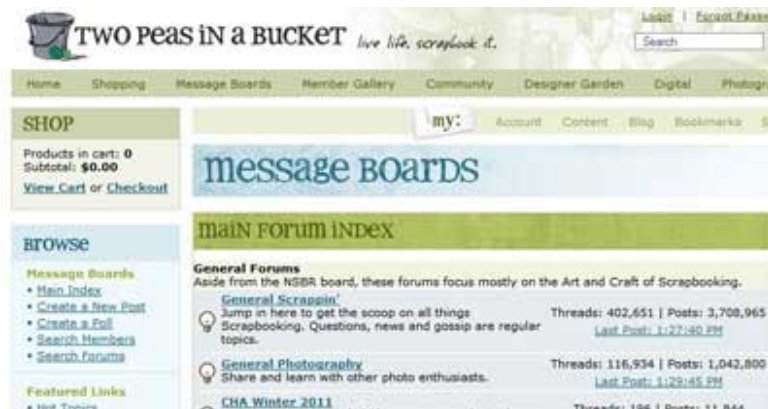 TWO PEAS IN A BUCKET live life. scrapbook it.
Login | Forgot
Search
Home Shopping Message Boards Member Gallery Community Designer Garden Digital
SHOP
Products in cart: 0
Subtotal: $0.00
View Cart or Checkout
my: Account Content Blog Bookmarks
message boards
BROWSE
Message Boards
• Main Index
• Create a New Post
• Create a Poll
• Search Members
• Search Forums
Featured Links
• Hot Topics
main forum index
General Forums
Aside from the NSBR board, these forums focus mostly on the Art and Craft of Scrapbooking.
General Scrappin'
Jump in here to get the scoop on all things
Scrapbooking. Questions, news and gossip are regular
topics.
Threads: 402,651 | Posts: 3,708,965
Last Post: 1:27:40 PM
General Photography
Share and learn with other photo enthusiasts.
Threads: 116,934 | Posts: 1,042,800
Last Post: 1:29:45 PM
CHA Winter 2011
Threads: 196 | Posts: 11,844